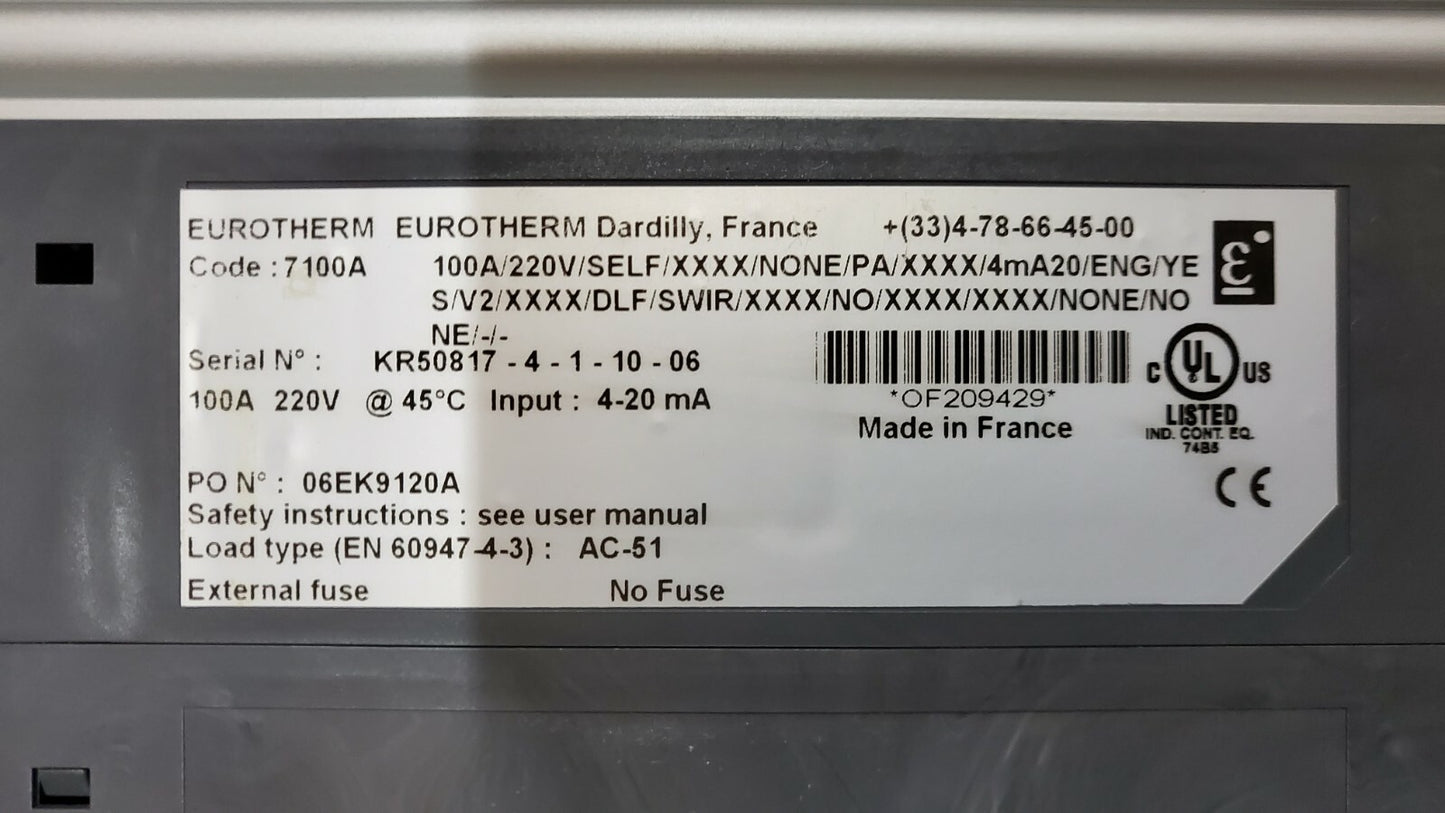 EUROTHERM EUROTHERM Dardilly, France +(33)4-78-66-45-00
Code : 7100A 100A/220V/SELF/XXXX/NONE/PA/XXXX/4mA20/ENG/YE
S/V2/XXXX/DLF/SWIR/XXXX/NO/XXXX/XXXX/NONE/NO
NE/-/-
Serial N° : KR50817 - 4 - 1 - 10 - 06
100A 220V @ 45°C Input : 4-20 mA
*OF209429*
Made in France
C UL US
LISTED
IND. CONT. EQ.
74B5
PO N° : 06EK9120A
CE
Safety instructions : see user manual
Load type (EN 60947-4-3) : AC-51
External fuse No Fuse